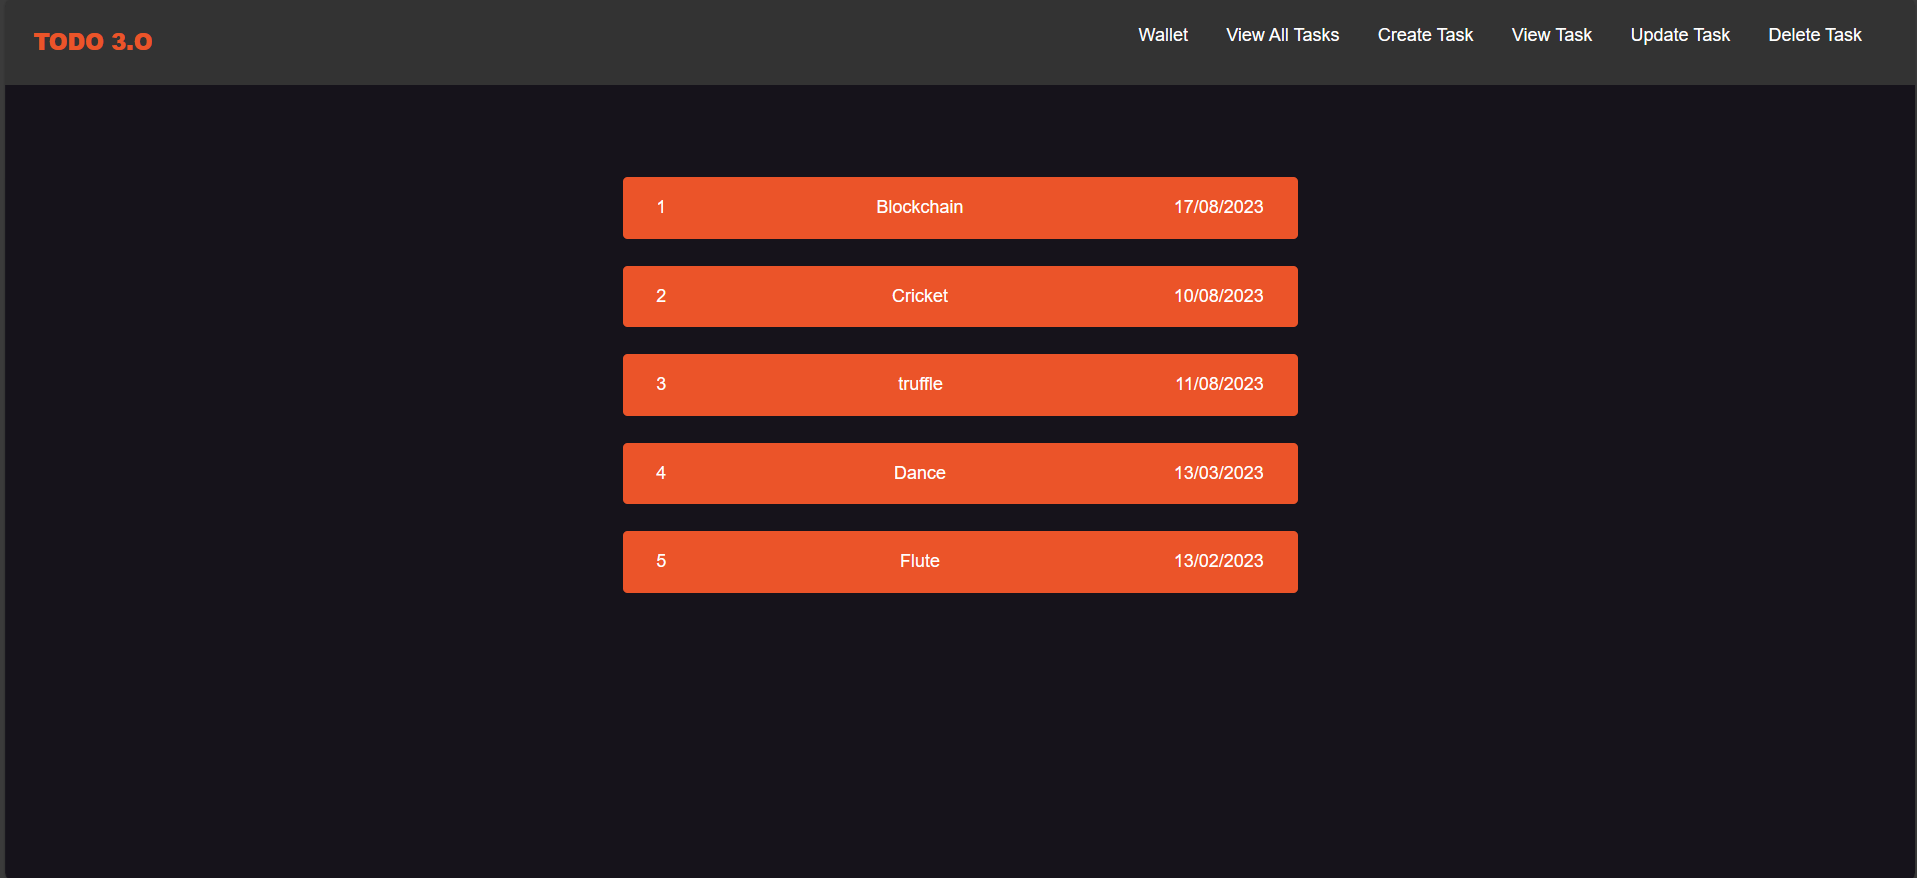 TODO 3.O
Wallet View All Tasks Create Task View Task Update Task Delete Task
1 Blockchain 17/08/2023
2 Cricket 10/08/2023
3 truffle 11/08/2023
4 Dance 13/03/2023
5 Flute 13/02/2023